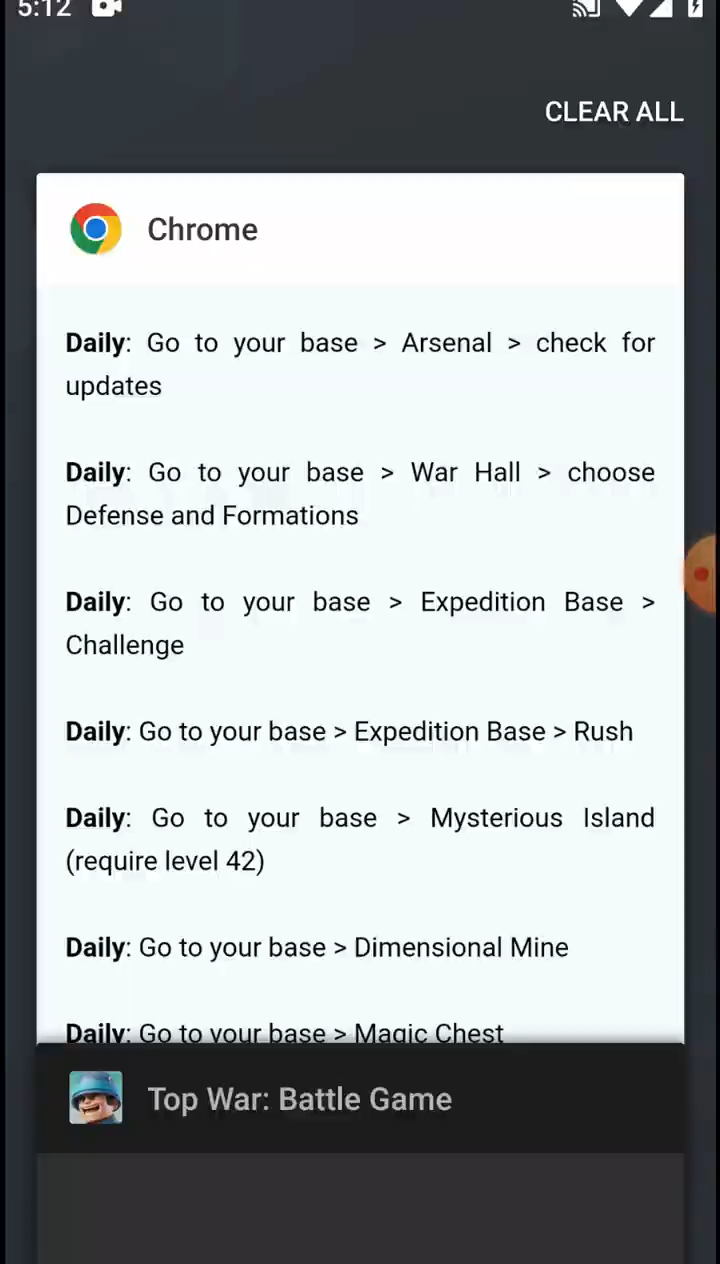 5:12
CLEAR ALL
Chrome
Daily: Go to your base > Arsenal > check for
updates
Daily: Go to your base > War Hall > choose
Defense and Formations
Daily: Go to your base > Expedition Base >
Challenge
Daily: Go to your base > Expedition Base > Rush
Daily: Go to your base > Mysterious Island
(require level 42)
Daily: Go to your base > Dimensional Mine
Daily: Go to your base > Magic Chest
Top War: Battle Game